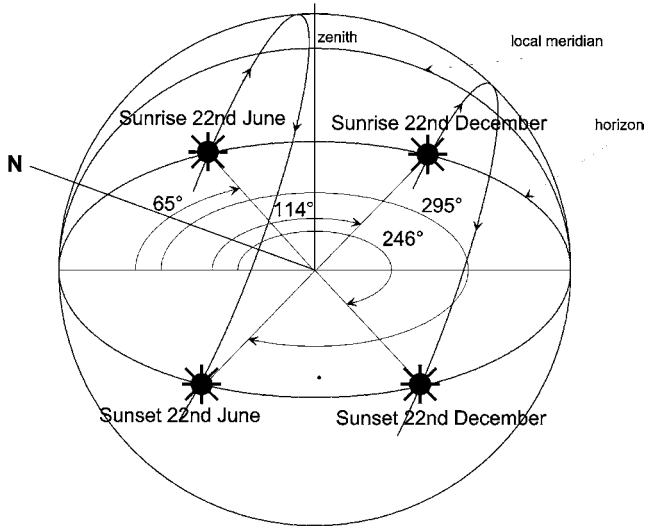 zenith
local meridian
Sunrise 22nd June
Sunrise 22nd December
horizon
N
65°
114°
295°
246°
Sunset 22nd June
Sunset 22nd December